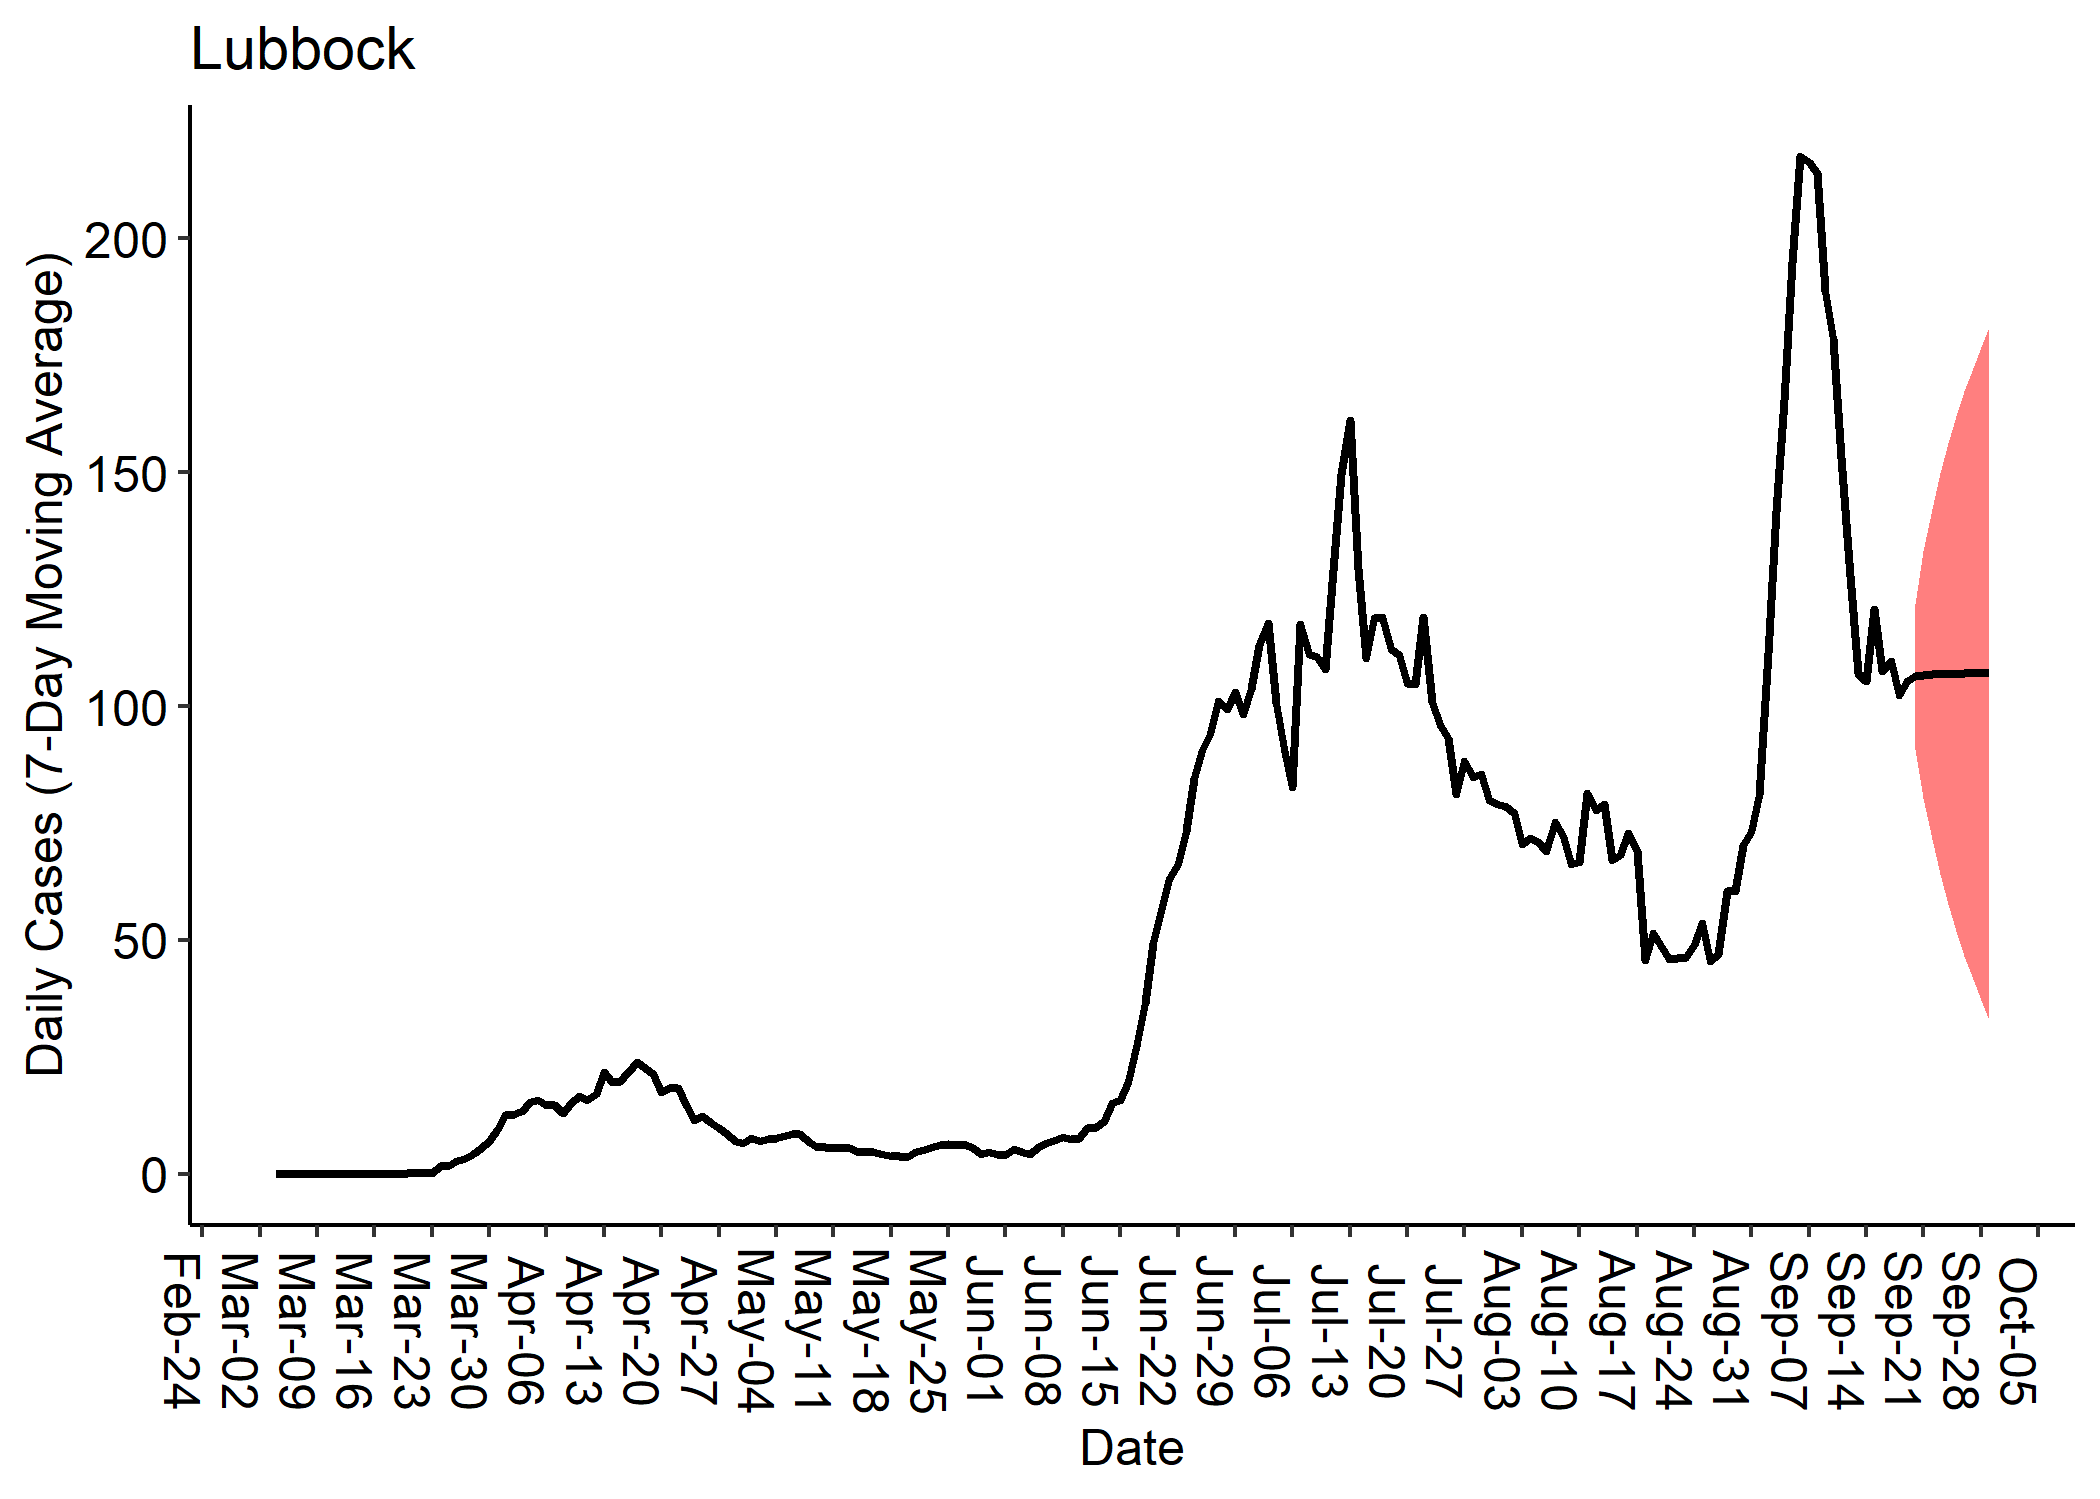 Lubbock
Daily Cases (7-Day Moving Average)
200
150
100
50
0
Feb-24
Mar-02
Mar-09
Mar-16
Mar-23
Mar-30
Apr-06
Apr-13
Apr-20
Apr-27
May-04
May-11
May-18
May-25
Jun-01
Jun-08
Jun-15
Jun-22
Jun-29
Jul-06
Jul-13
Jul-20
Jul-27
Aug-03
Aug-10
Aug-17
Aug-24
Aug-31
Sep-07
Sep-14
Sep-21
Sep-28
Oct-05
Date